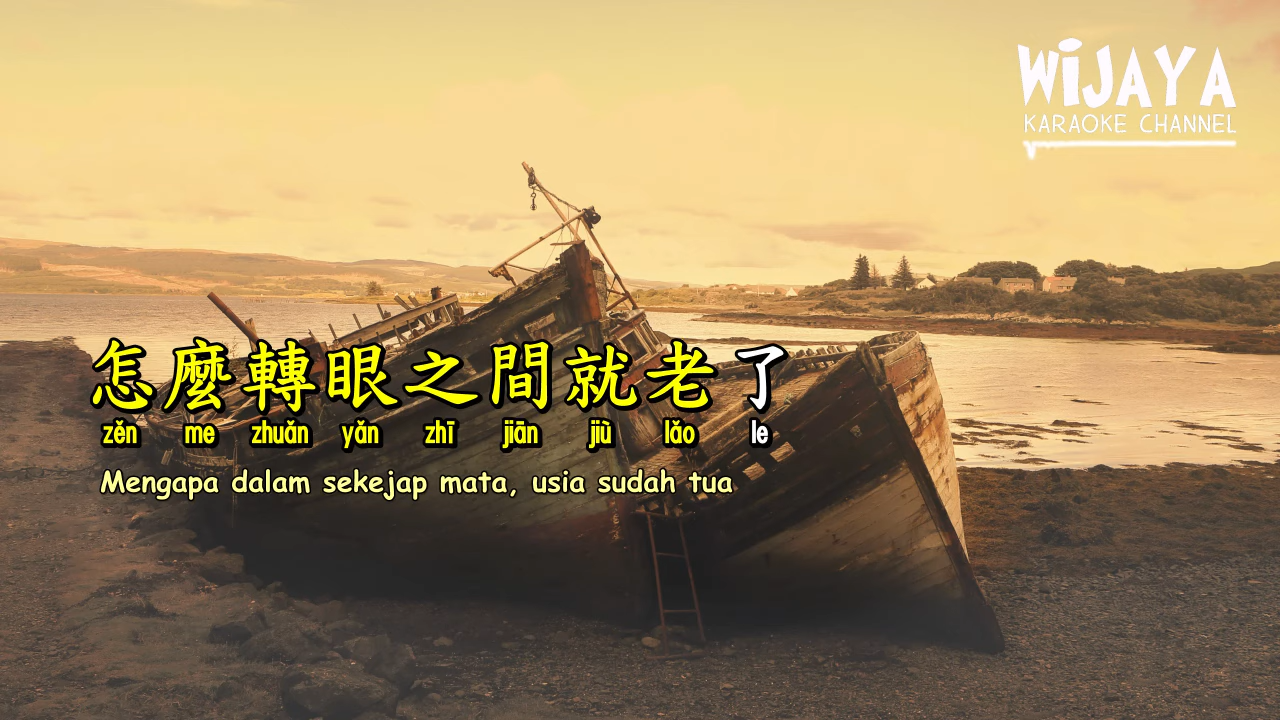 WiJAYA
KARAOKE CHANNEL
怎麼轉眼之間就老了
zěn me zhuǎn yǎn zhī jiān jiù lǎo le
Mengapa dalam sekejap mata, usia sudah tua